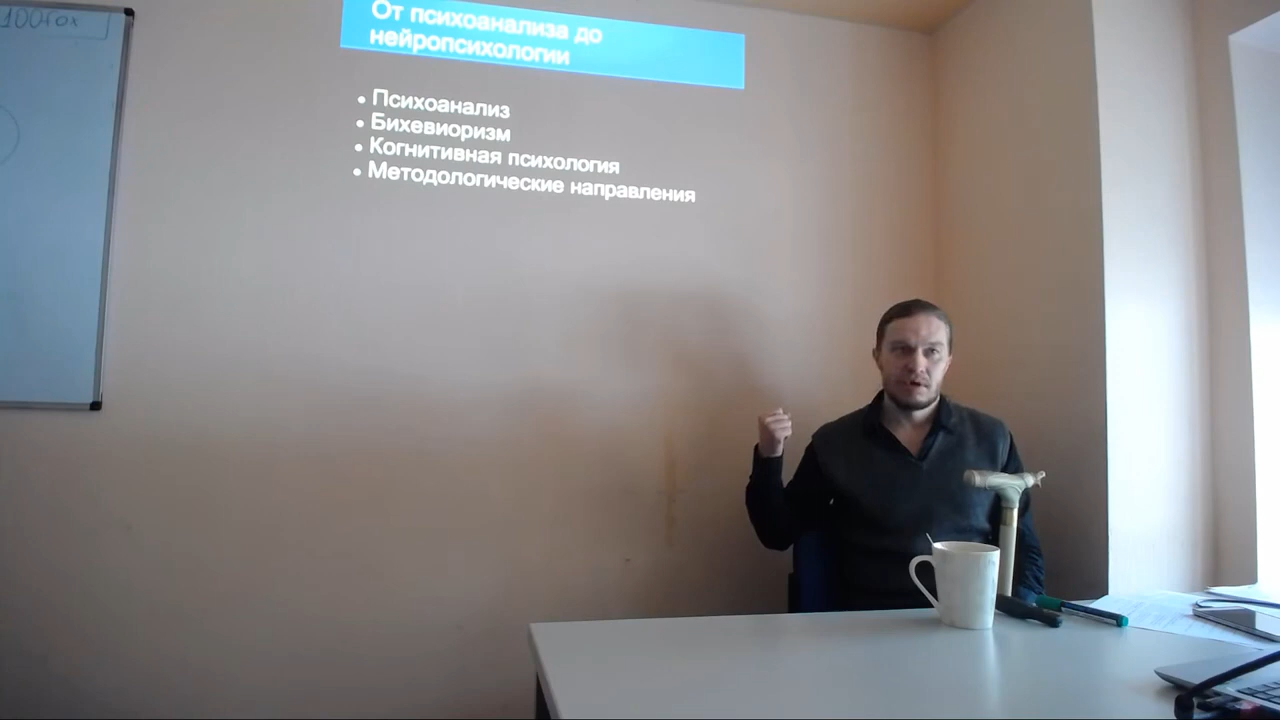 От психоанализа до
нейропсихологии
• Психоанализ
• Бихевиоризм
• Когнитивная психология
• Методологические направления